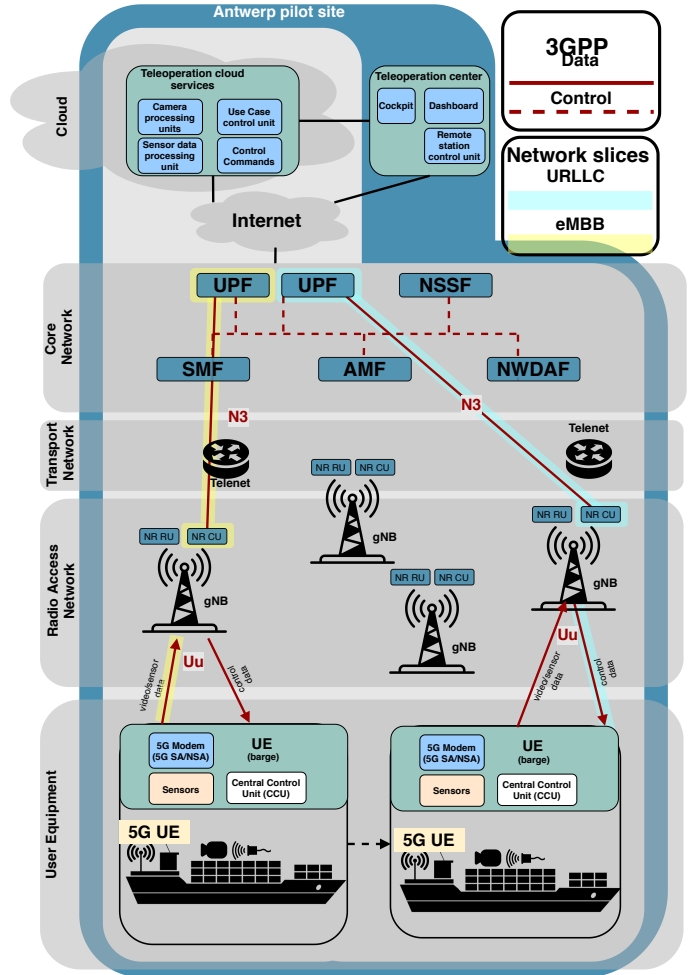 Antwerp pilot site
3GPP
Data
Control
Network slices
URLLC
eMBB
Cloud
Teleoperation cloud
services
Camera
processing
units
Use Case
control unit
Sensor data
processing
unit
Control
Commands
Teleoperation center
Cockpit
Dashboard
Remote
station
control unit
Internet
Core
Network
UPF
UPF
NSSF
SMF
AMF
NWDAF
N3
N3
Transport
Network
Telenet
Telenet
Radio Access
Network
NR RU
NR CU
gNB
NR RU
NR CU
gNB
NR RU
NR CU
gNB
NR RU
NR CU
gNB
Uu
video/sensor
data
control
data
Uu
video/sensor
data
control
data
User Equipment
5G Modem
(5G SA/NSA)
UE
(barge)
Sensors
Central Control
Unit (CCU)
5G UE
5G Modem
(5G SA/NSA)
UE
(barge)
Sensors
Central Control
Unit (CCU)
5G UE